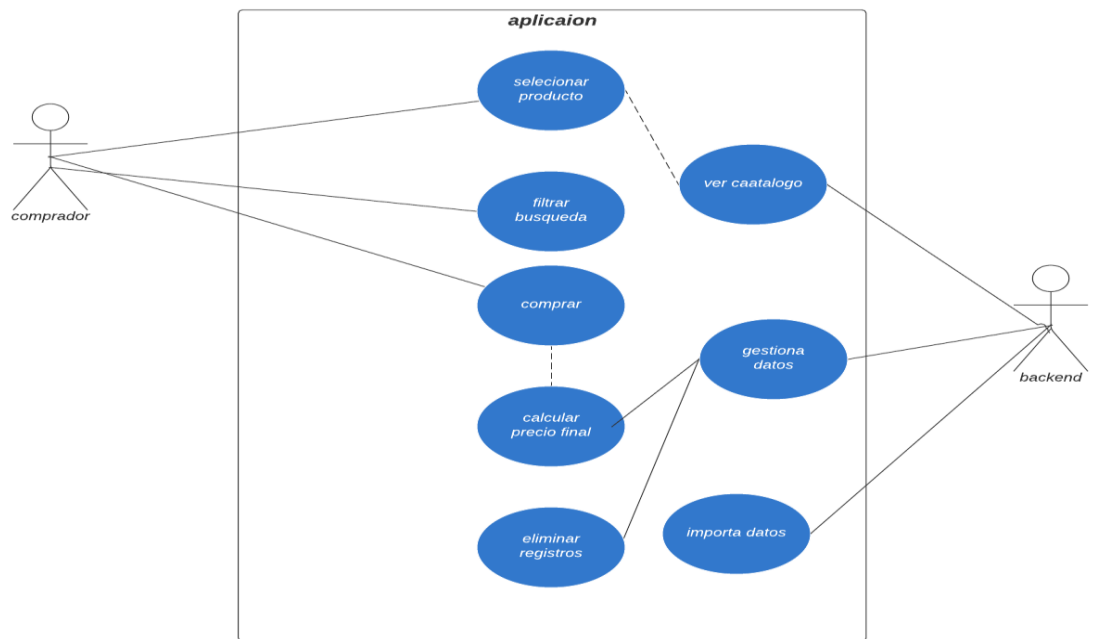 aplicaion
selecionar
producto
ver caatalogo
comprador
filtrar
busqueda
comprar
gestiona
datos
backend
calcular
precio final
importa datos
eliminar
registros